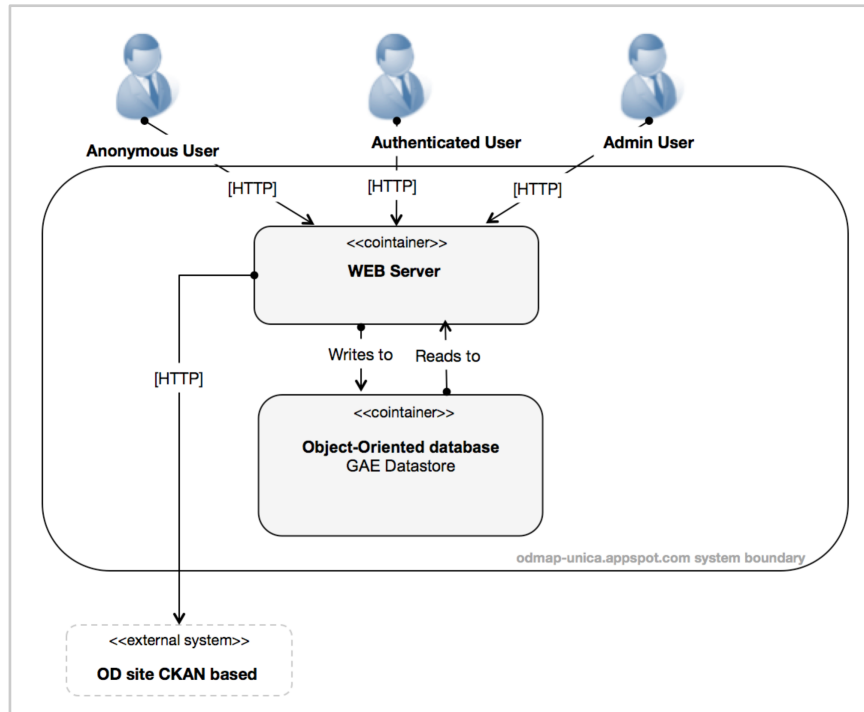 Anonymous User
Authenticated User
Admin User
[HTTP]
[HTTP]
[HTTP]
<<cointainer>>
WEB Server
[HTTP]
Writes to
Reads to
<<cointainer>>
Object-Oriented database
GAE Datastore
odmap-unica.appspot.com system boundary
<<external system>>
OD site CKAN based